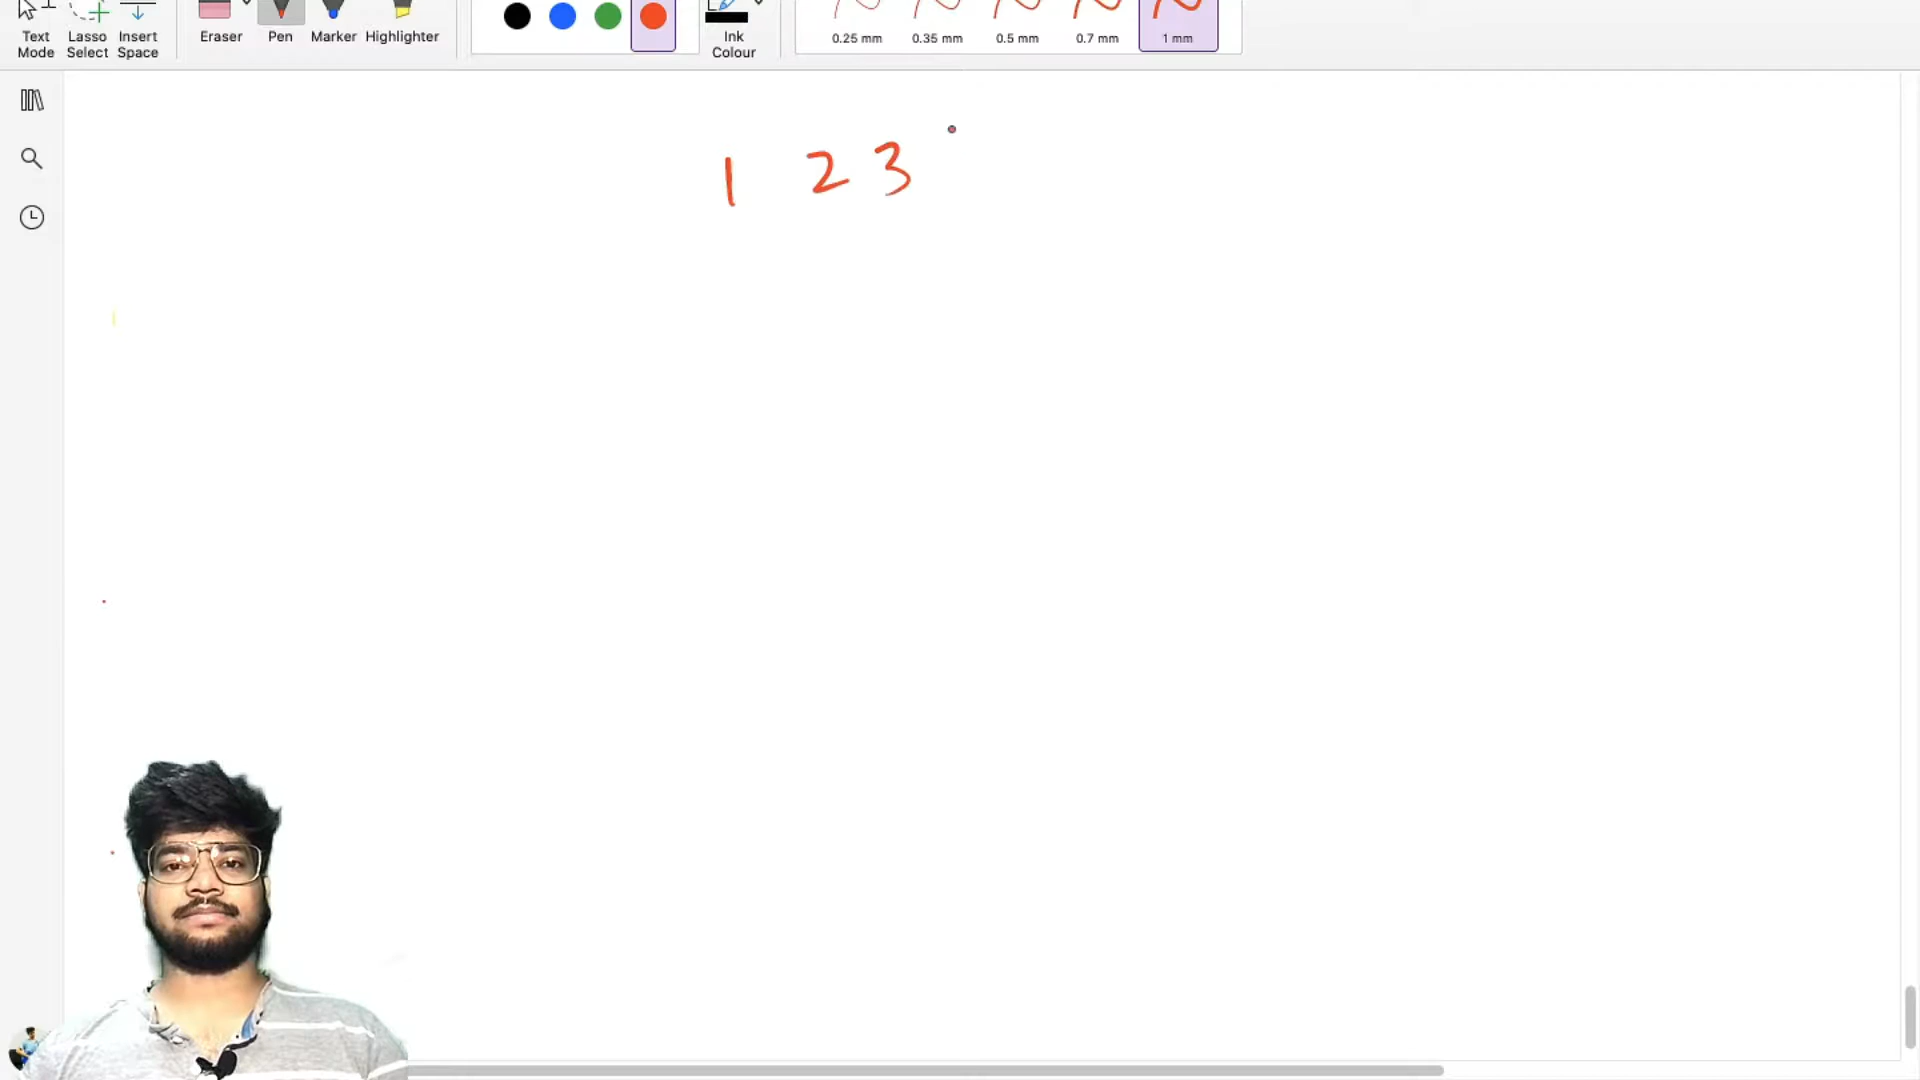 Text Mode
Lasso Select
Insert Space
Eraser
Pen
Marker
Highlighter
Ink Colour
0.25 mm
0.35 mm
0.5 mm
0.7 mm
1 mm
1 2 3